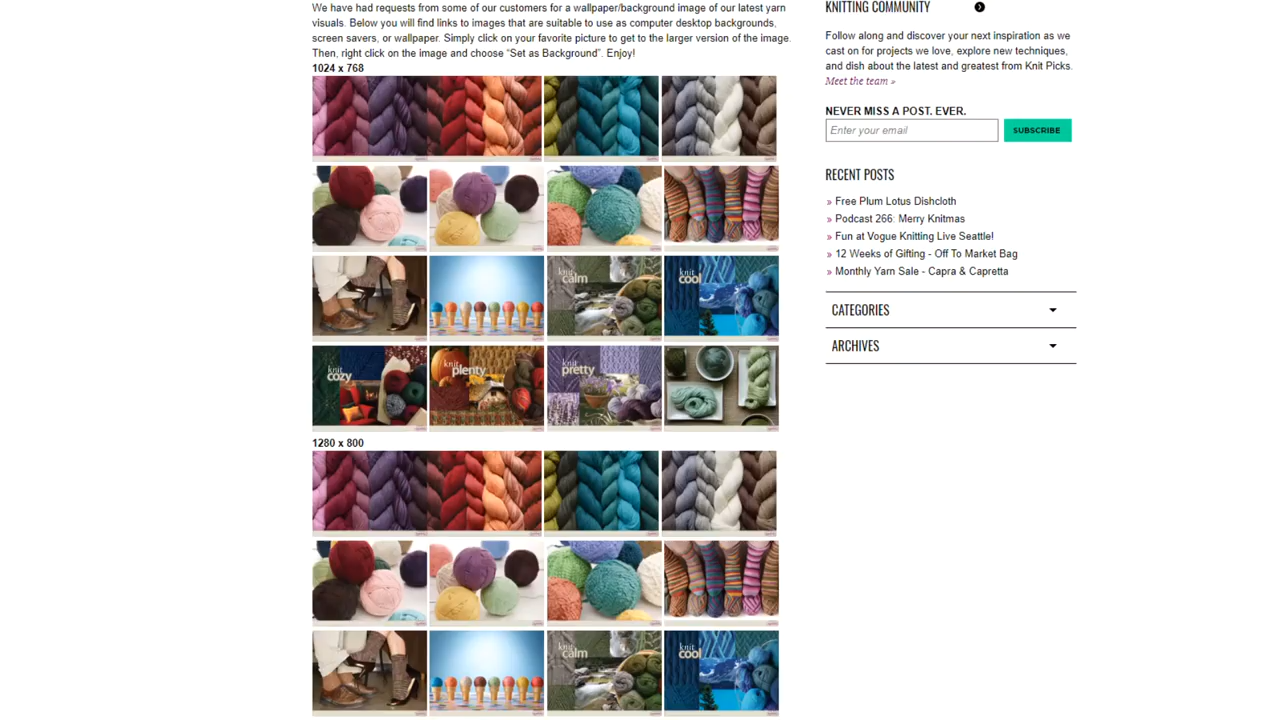 We have had requests from some of our customers for a wallpaper/background image of our latest yarn
visuals. Below you will find links to images that are suitable to use as computer desktop backgrounds,
screen savers, or wallpaper. Simply click on your favorite picture to get to the larger version of the image.
Then, right click on the image and choose “Set as Background”. Enjoy!
1024 x 768
knit calm
knit cool
knit cozy
knit plenty
knit pretty
1280 x 800
knit calm
knit cool
KNITTING COMMUNITY
Follow along and discover your next inspiration as we
cast on for projects we love, explore new techniques,
and dish about the latest and greatest from Knit Picks.
Meet the team »
NEVER MISS A POST. EVER.
Enter your email
SUBSCRIBE
RECENT POSTS
» Free Plum Lotus Dishcloth
» Podcast 266: Merry Knitmas
» Fun at Vogue Knitting Live Seattle!
» 12 Weeks of Gifting - Off To Market Bag
» Monthly Yarn Sale - Capra & Capretta
CATEGORIES
ARCHIVES